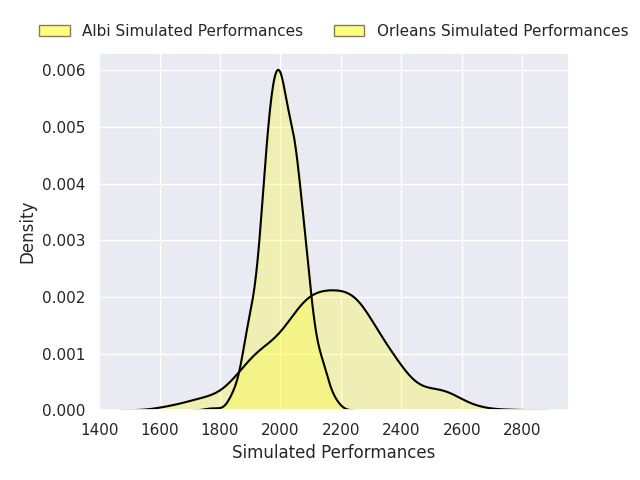 Albi Simulated Performances Orleans Simulated Performances
0.006
0.005
0.004
0.003
0.002
0.001
0.000
Density
1400 1600 1800 2000 2200 2400 2600 2800
Simulated Performances